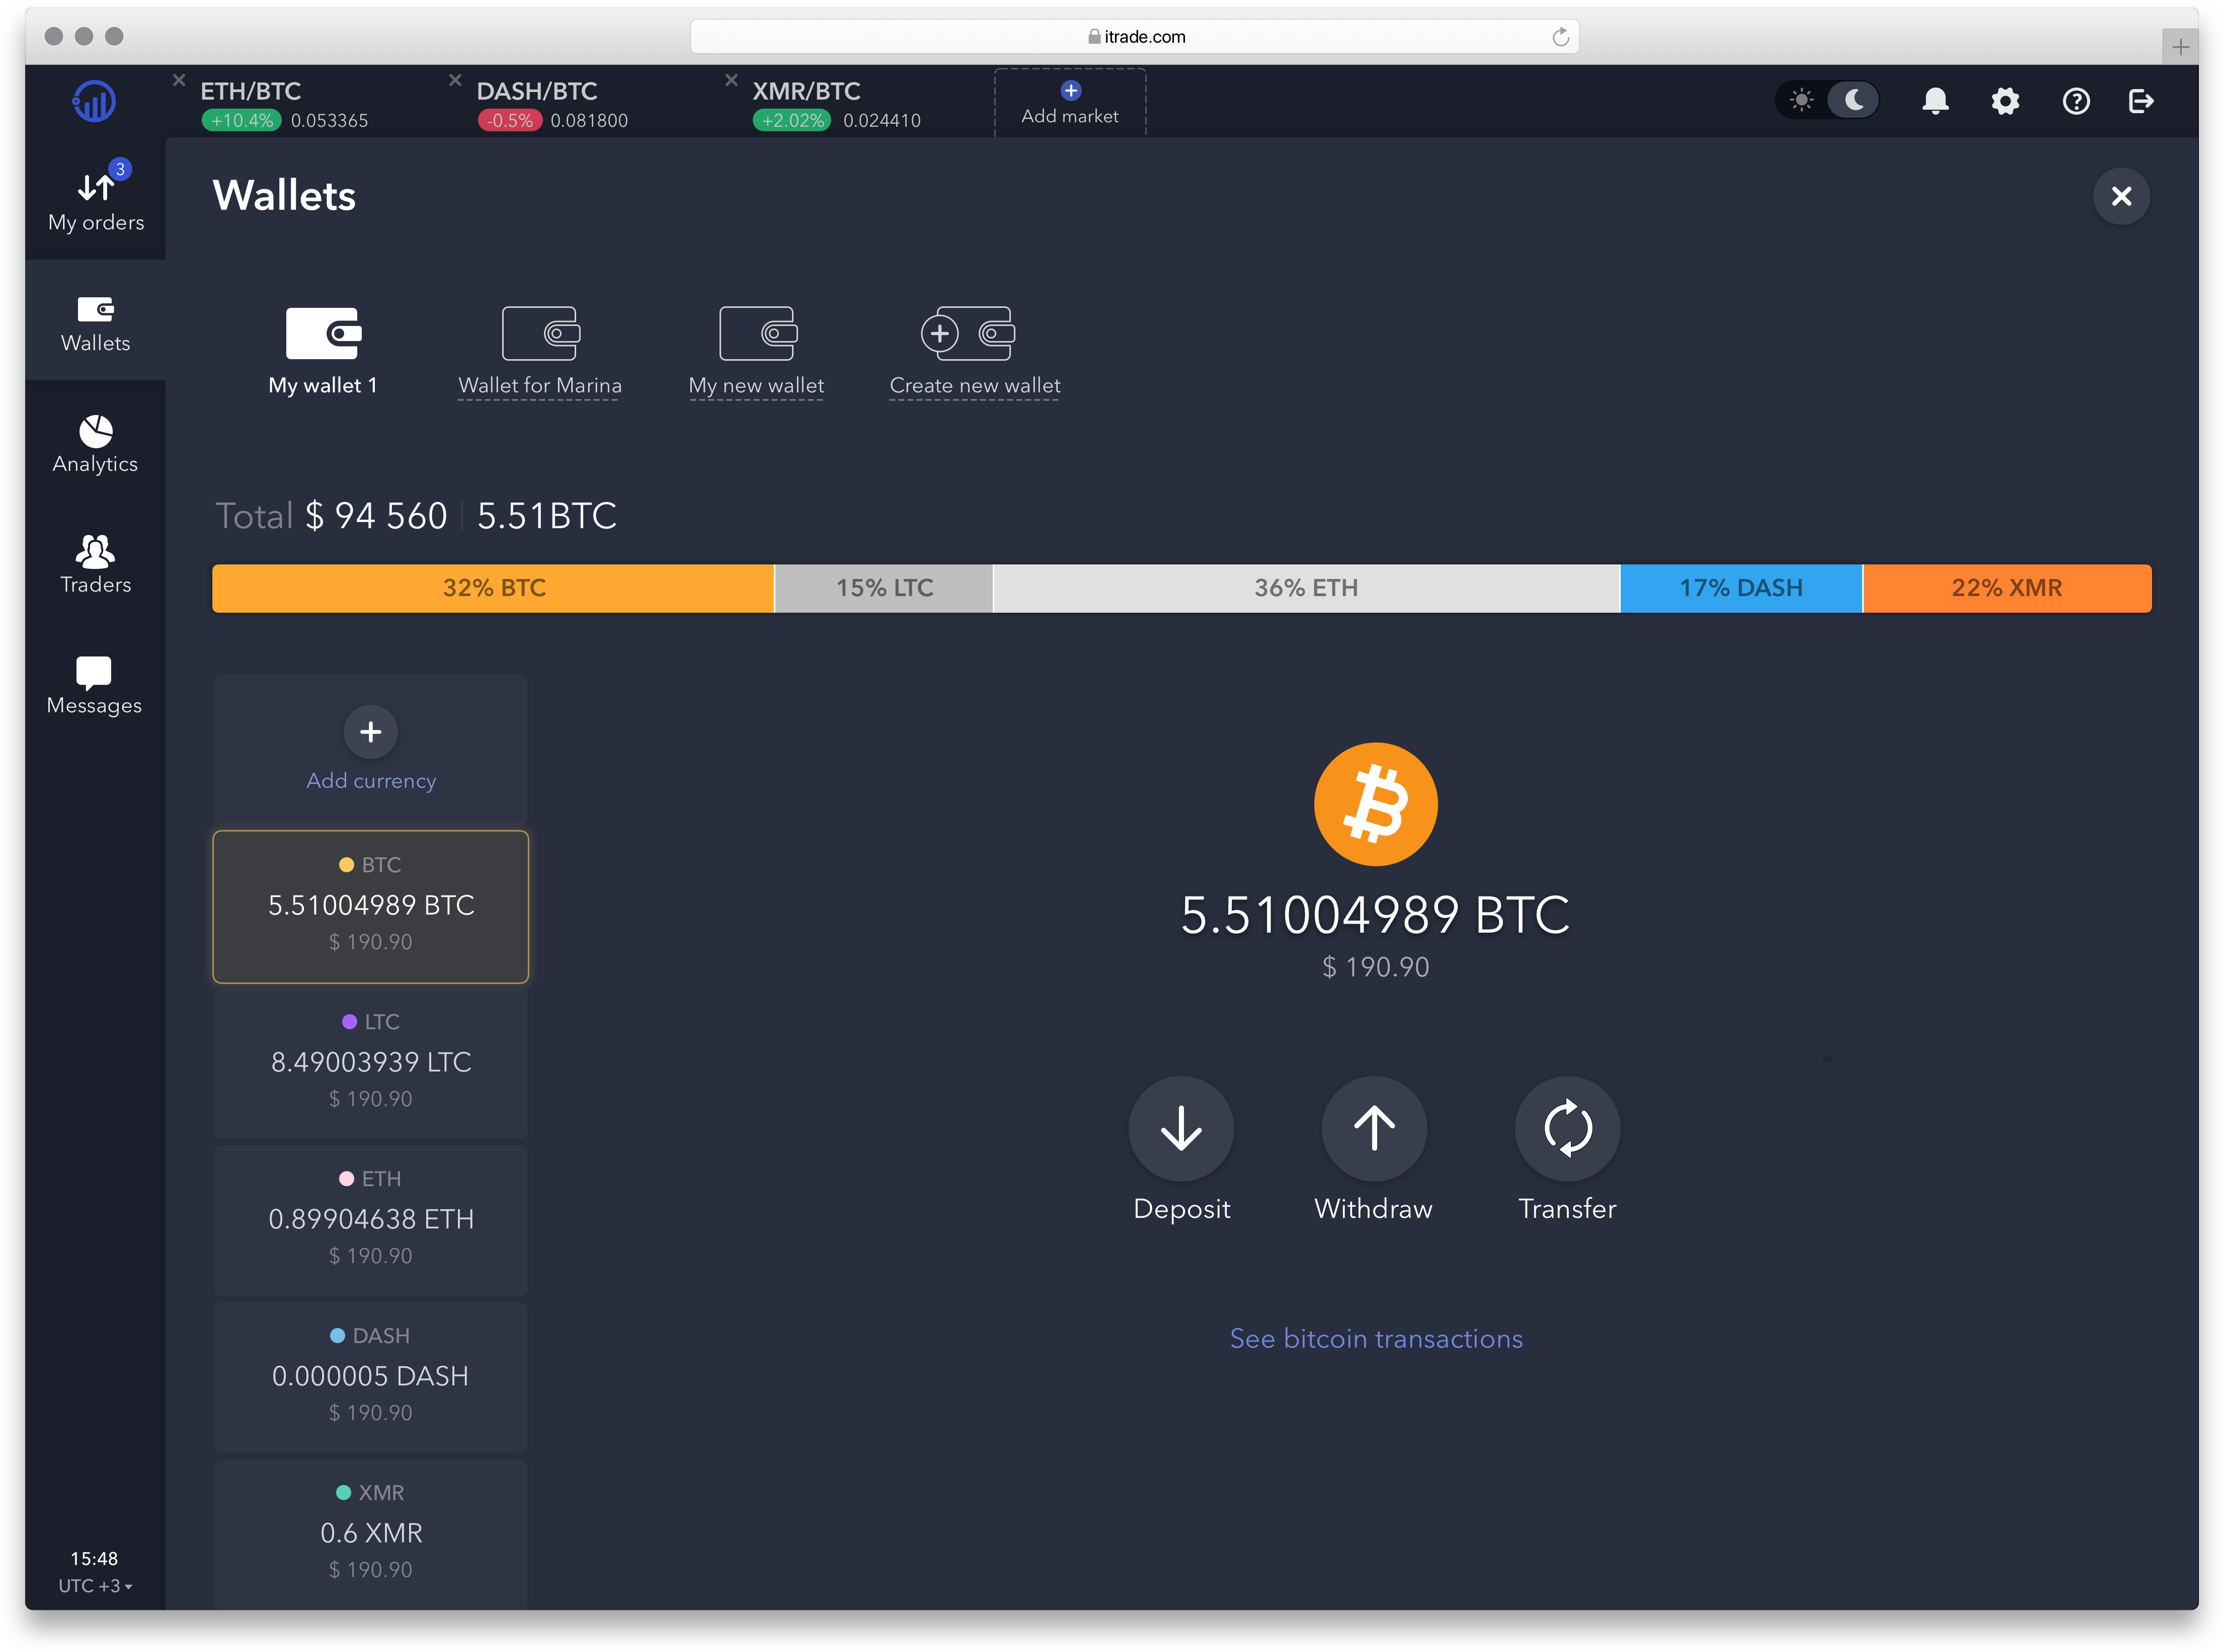 itrade.com
ETH/BTC
+10.4% 0.053365
DASH/BTC
-0.5% 0.081800
XMR/BTC
+2.02% 0.024410
Add market
3
My orders
Wallets
Analytics
Traders
Messages
15:48
UTC +3
Wallets
My wallet 1
Wallet for Marina
My new wallet
Create new wallet
Total $ 94 560 | 5.51BTC
32% BTC
15% LTC
36% ETH
17% DASH
22% XMR
Add currency
BTC
5.51004989 BTC
$ 190.90
LTC
8.49003939 LTC
$ 190.90
ETH
0.89904638 ETH
$ 190.90
DASH
0.000005 DASH
$ 190.90
XMR
0.6 XMR
$ 190.90
5.51004989 BTC
$ 190.90
Deposit
Withdraw
Transfer
See bitcoin transactions